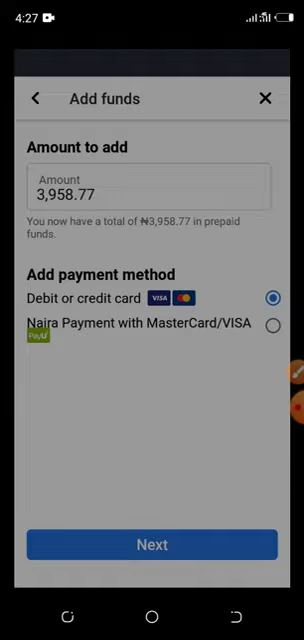 4:27
Add funds
Amount to add
Amount
3,958.77
You now have a total of ₦3,958.77 in prepaid
funds.
Add payment method
Debit or credit card VISA
Naira Payment with MasterCard/VISA
PayU
Next